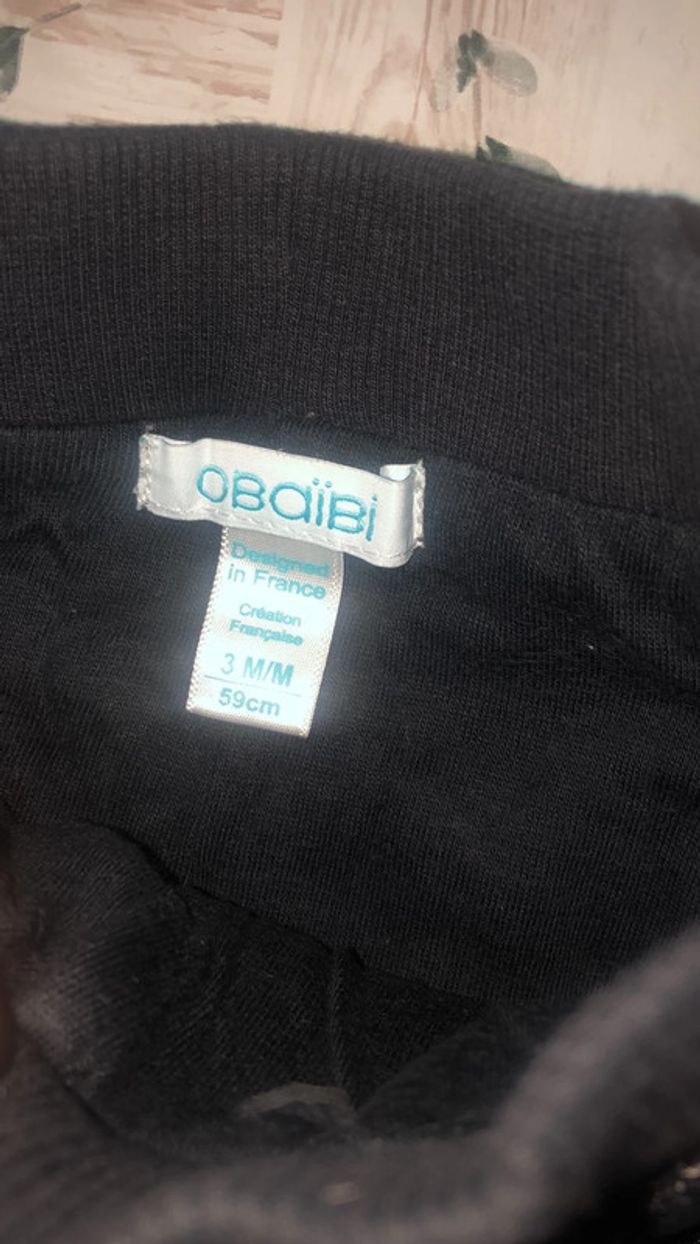 OBaïBi
Designed
in France
Création
Française
3 M/M
59cm